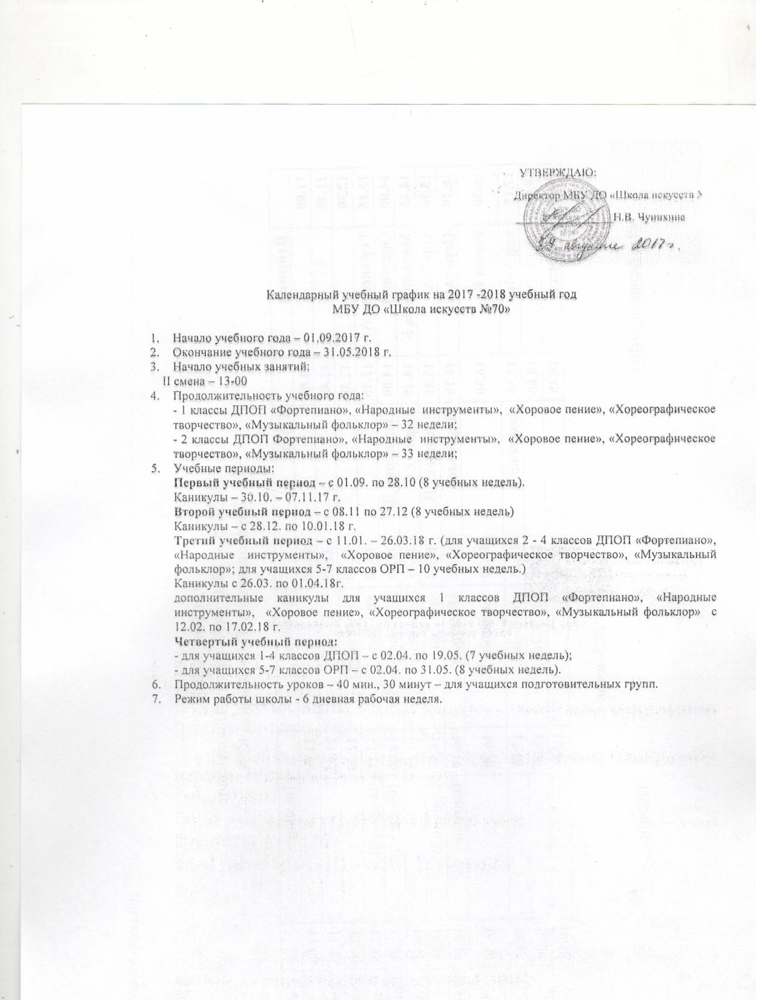 УТВЕРЖДАЮ:
Директор МБУ ДО «Школа искусств
Н.В. Чунихина
29. августа 2017 г.
Календарный учебный график на 2017 -2018 учебный год
МБУ ДО «Школа искусств №70»
1. Начало учебного года – 01.09.2017 г.
2. Окончание учебного года – 31.05.2018 г.
3. Начало учебных занятий:
II смена – 13-00
4. Продолжительность учебного года:
- 1 классы ДПОП «Фортепиано», «Народные инструменты», «Хоровое пение», «Хореографическое
творчество», «Музыкальный фольклор» – 32 недели;
- 2 классы ДПОП Фортепиано», «Народные инструменты», «Хоровое пение», «Хореографическое
творчество», «Музыкальный фольклор» – 33 недели;
5. Учебные периоды:
Первый учебный период – с 01.09. по 28.10 (8 учебных недель).
Каникулы – 30.10. – 07.11.17 г.
Второй учебный период – с 08.11 по 27.12 (8 учебных недель)
Каникулы – с 28.12. по 10.01.18 г.
Третий учебный период – с 11.01. – 26.03.18 г. (для учащихся 2 - 4 классов ДПОП «Фортепиано»,
«Народные инструменты», «Хоровое пение», «Хореографическое творчество», «Музыкальный
фольклор»; для учащихся 5-7 классов ОРП – 10 учебных недель.)
Каникулы с 26.03. по 01.04.18г.
дополнительные каникулы для учащихся 1 классов ДПОП «Фортепиано», «Народные
инструменты», «Хоровое пение», «Хореографическое творчество», «Музыкальный фольклор» с
12.02. по 17.02.18 г.
Четвертый учебный период:
- для учащихся 1-4 классов ДПОП – с 02.04. по 19.05. (7 учебных недель);
- для учащихся 5-7 классов ОРП – с 02.04. по 31.05. (8 учебных недель).
6. Продолжительность уроков – 40 мин., 30 минут – для учащихся подготовительных групп.
7. Режим работы школы - 6 дневная рабочая неделя.